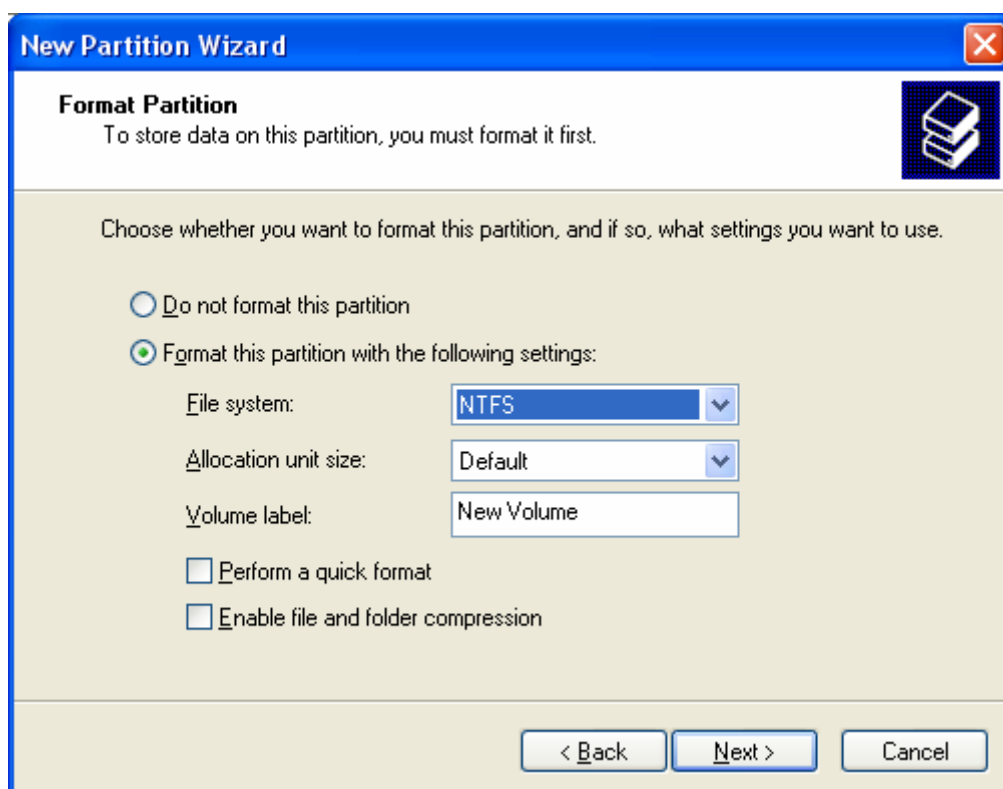 New Partition Wizard
Format Partition
To store data on this partition, you must format it first.
Choose whether you want to format this partition, and if so, what settings you want to use.
Do not format this partition
Format this partition with the following settings:
File system: NTFS
Allocation unit size: Default
Volume label: New Volume
Perform a quick format
Enable file and folder compression
< Back Next > Cancel